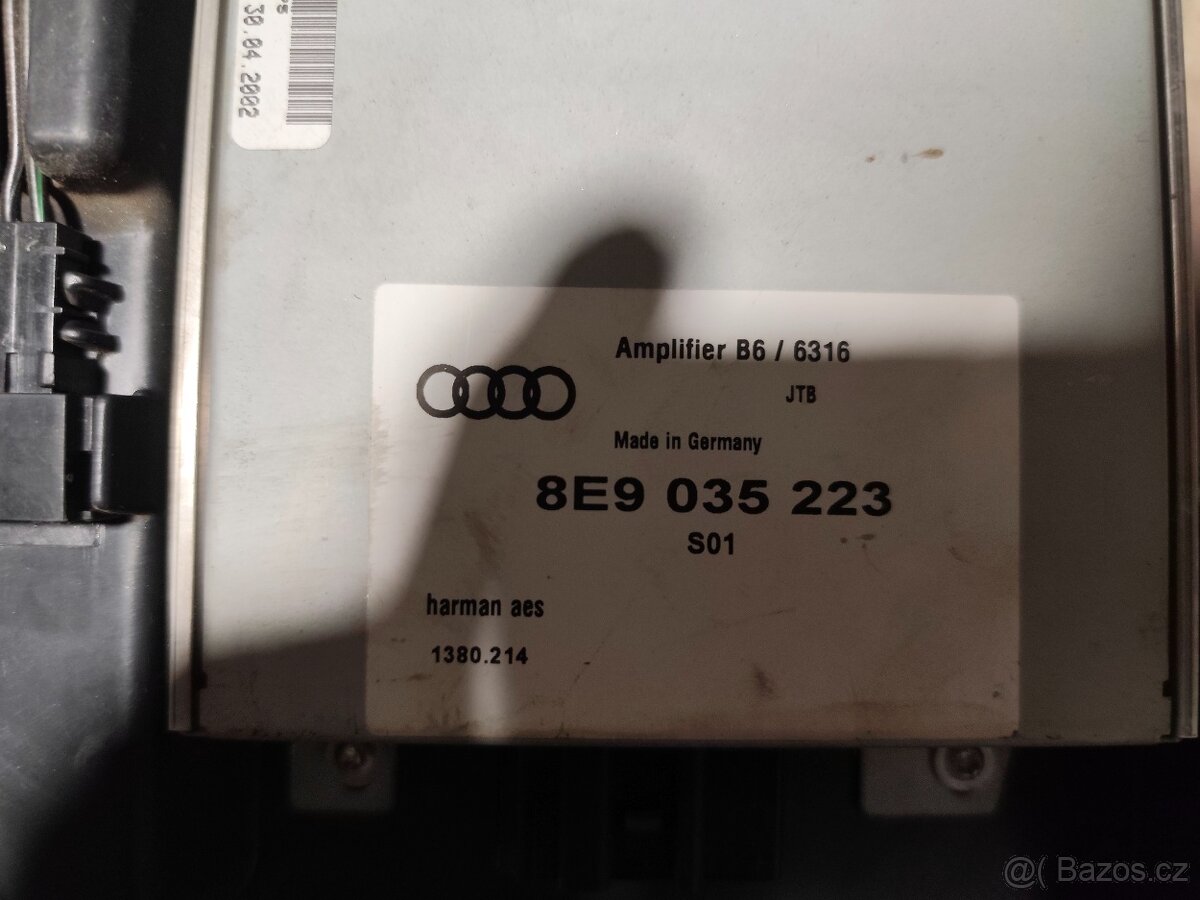 30.04.2002
Amplifier B6 / 6316
JTB
Made in Germany
8E9 035 223
S01
harman aes
1380.214
@( Bazos.cz